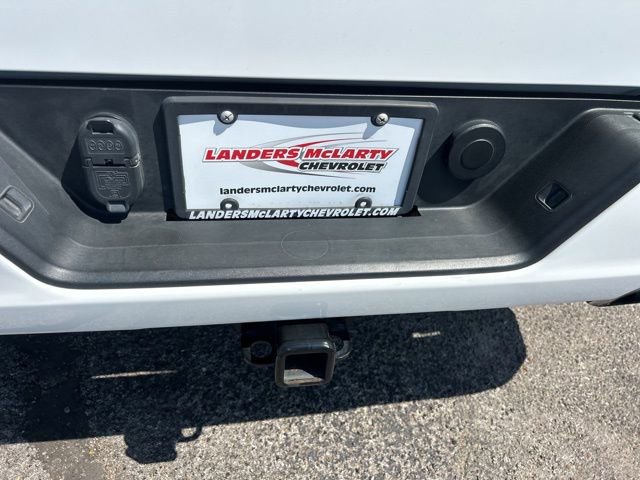 LANDERS McLARTY
CHEVROLET
landersmclartychevrolet.com
LANDERSMCLARTYCHEVROLET.COM